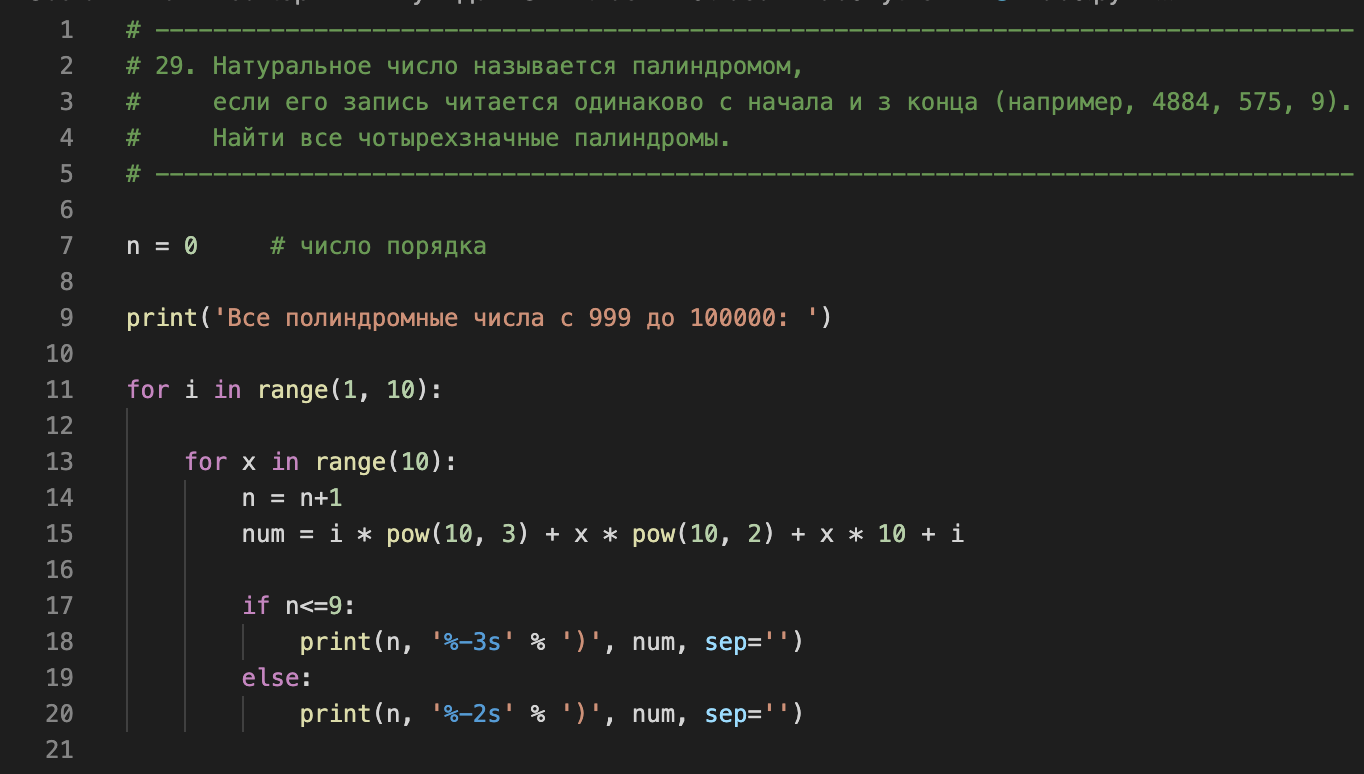 1 # -----------------------------------------------------------------------------------
2 # 29. Натуральное число называется палиндромом,
3 #     если его запись читается одинаково с начала и з конца (например, 4884, 575, 9).
4 #     Найти все чотырехзначные палиндромы.
5 # -----------------------------------------------------------------------------------
6
7 n = 0     # число порядка
8
9 print('Все полиндромные числа с 999 до 100000: ')
10
11 for i in range(1, 10):
12
13     for x in range(10):
14         n = n+1
15         num = i * pow(10, 3) + x * pow(10, 2) + x * 10 + i
16
17         if n<=9:
18             print(n, '%-3s' % ')', num, sep='')
19         else:
20             print(n, '%-2s' % ')', num, sep='')
21